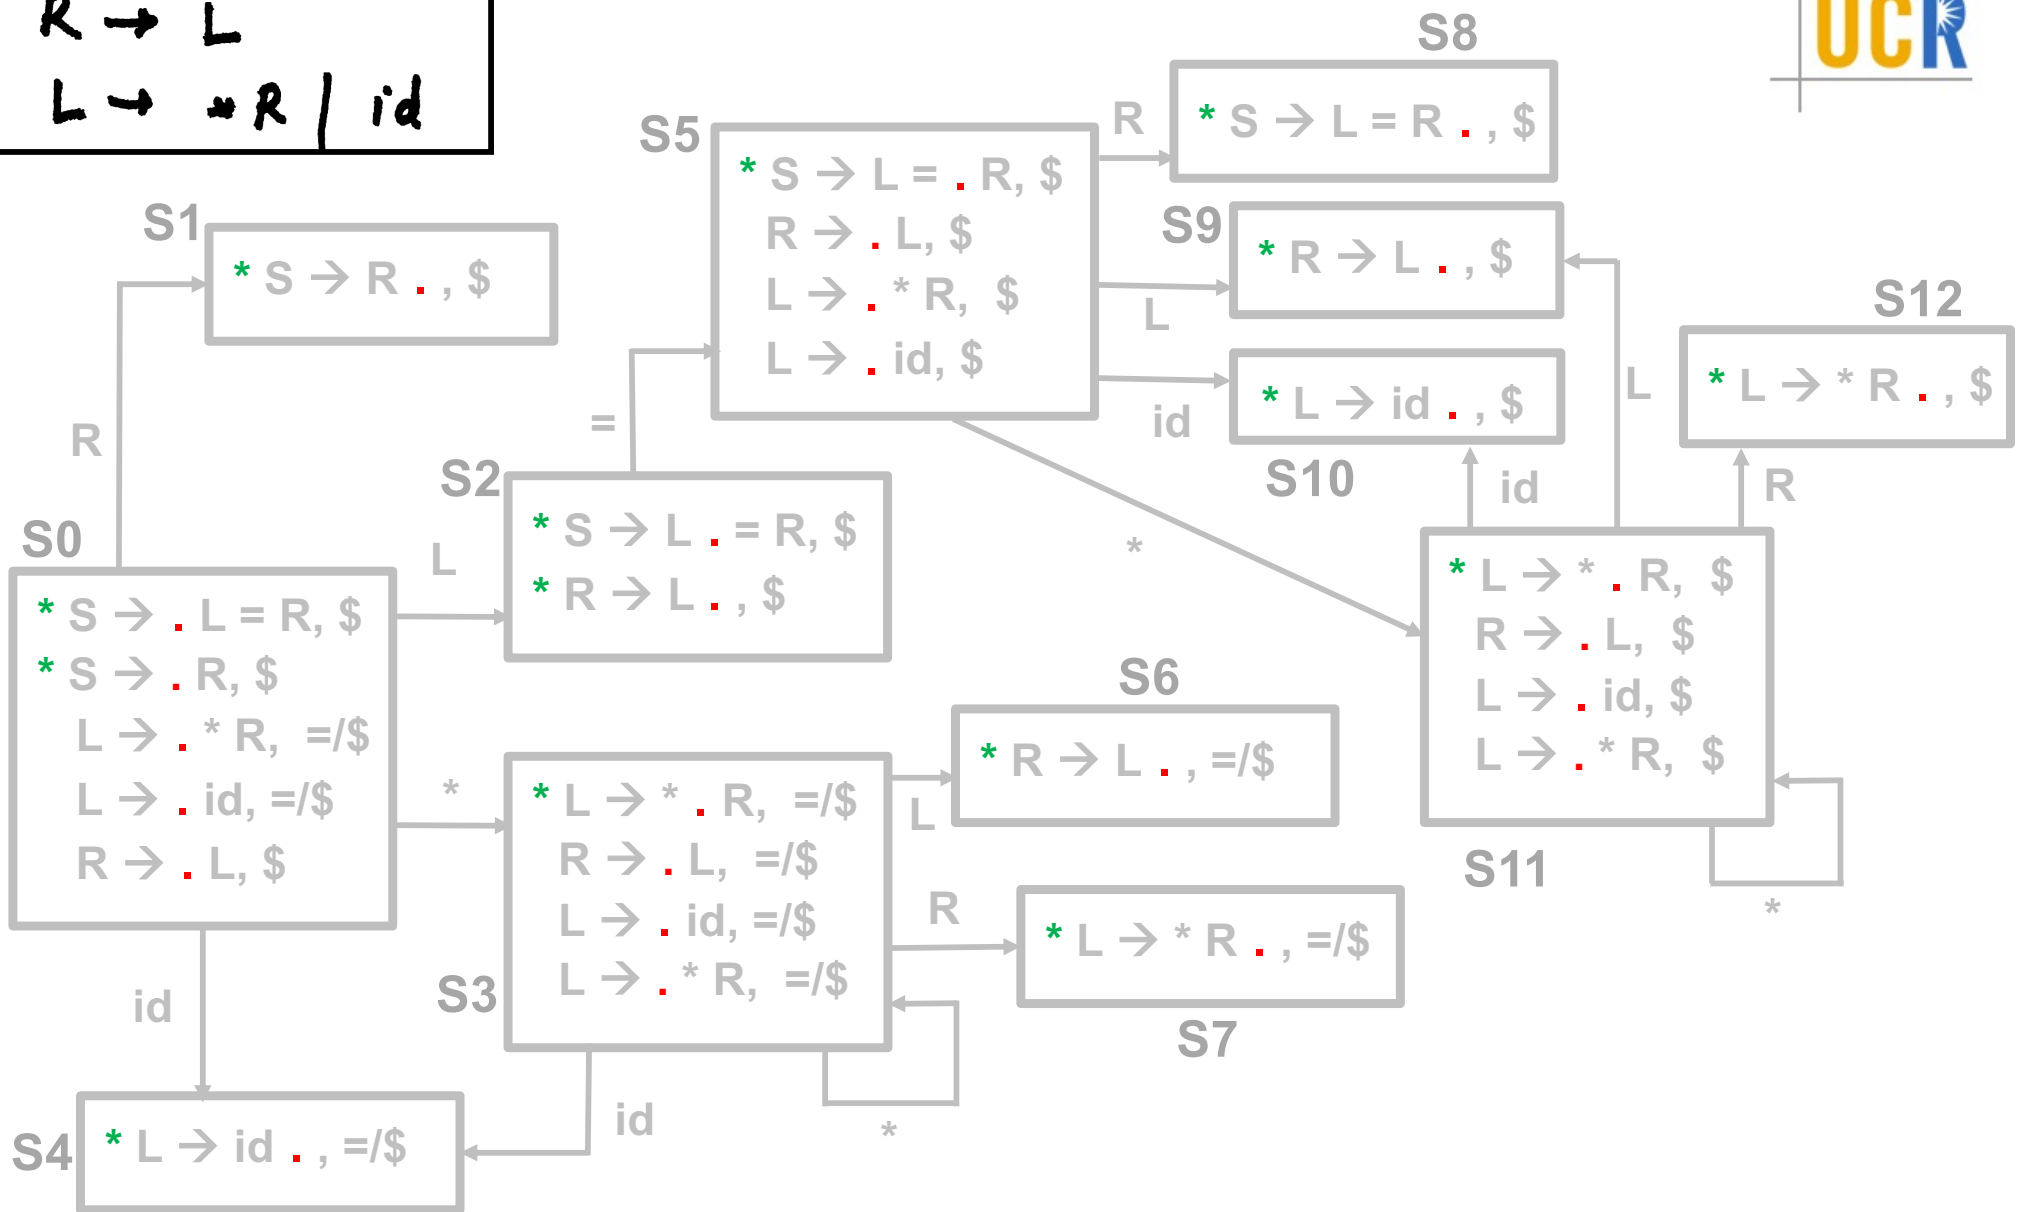 R → L
L → *R | id
UCR
S8
* S → L = R . , $
R
S5
* S → L = . R, $
R → . L, $
L → . * R, $
L → . id, $
S9
* R → L . , $
L
S1
* S → R . , $
S12
* L → * R . , $
L
R
=
id
* L → id . , $
S10
id
R
S2
* S → L . = R, $
* R → L . , $
*
S0
* S → . L = R, $
* S → . R, $
L → . * R, =/$
L → . id, =/$
R → . L, $
L
S11
* L → * . R, $
R → . L, $
L → . id, $
L → . * R, $
*
S6
* R → L . , =/$
L
*
S3
* L → * . R, =/$
R → . L, =/$
L → . id, =/$
L → . * R, =/$
R
* L → * R . , =/$
S7
*
id
id
S4
* L → id . , =/$